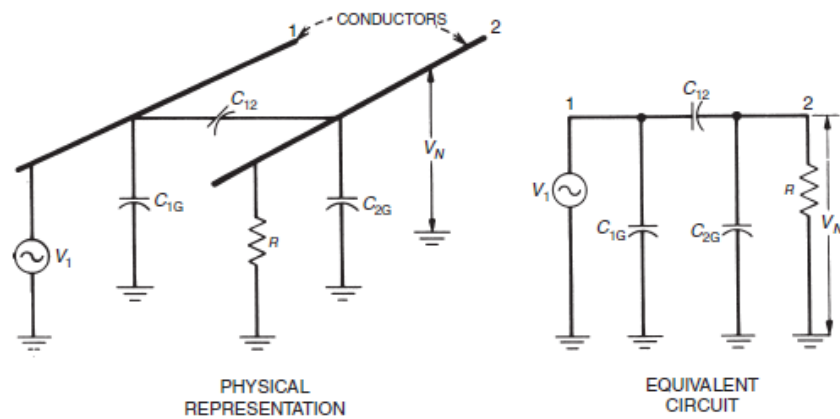 1
CONDUCTORS
2
C12
C1G
C2G
VN
R
V1
PHYSICAL
REPRESENTATION
1
C12
2
V1
C1G
C2G
R
VN
EQUIVALENT
CIRCUIT